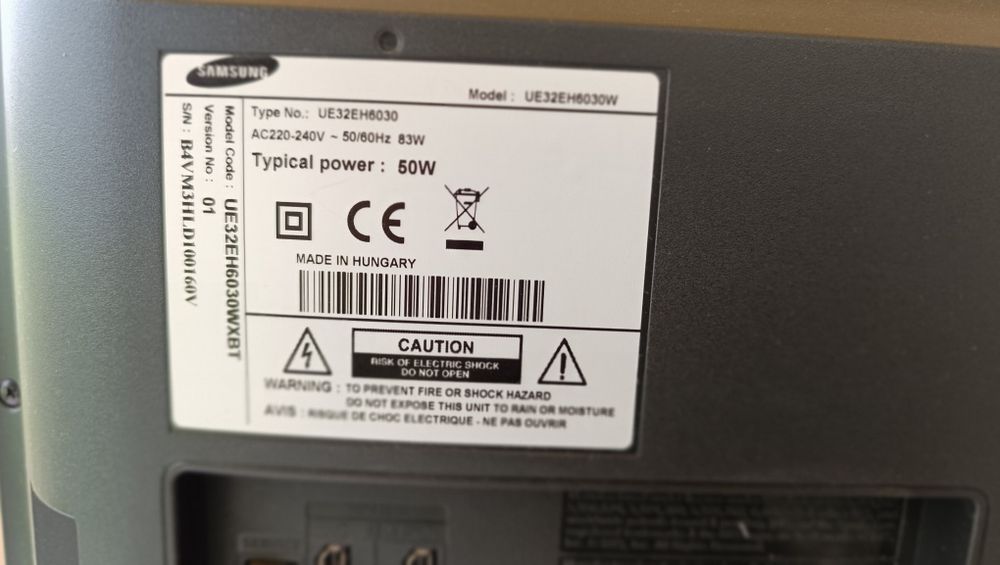 SAMSUNG
Model : UE32EH6030W
Type No.: UE32EH6030
AC220-240V ~ 50/60Hz 83W
Typical power : 50W
CE
MADE IN HUNGARY
CAUTION
RISK OF ELECTRIC SHOCK
DO NOT OPEN
WARNING : TO PREVENT FIRE OR SHOCK HAZARD
DO NOT EXPOSE THIS UNIT TO RAIN OR MOISTURE
AVIS : RISQUE DE CHOC ELECTRIQUE - NE PAS OUVRIR
Model Code : UE32EH6030WXBT
Version No : 01
S/N : B4VM3HLD100160V